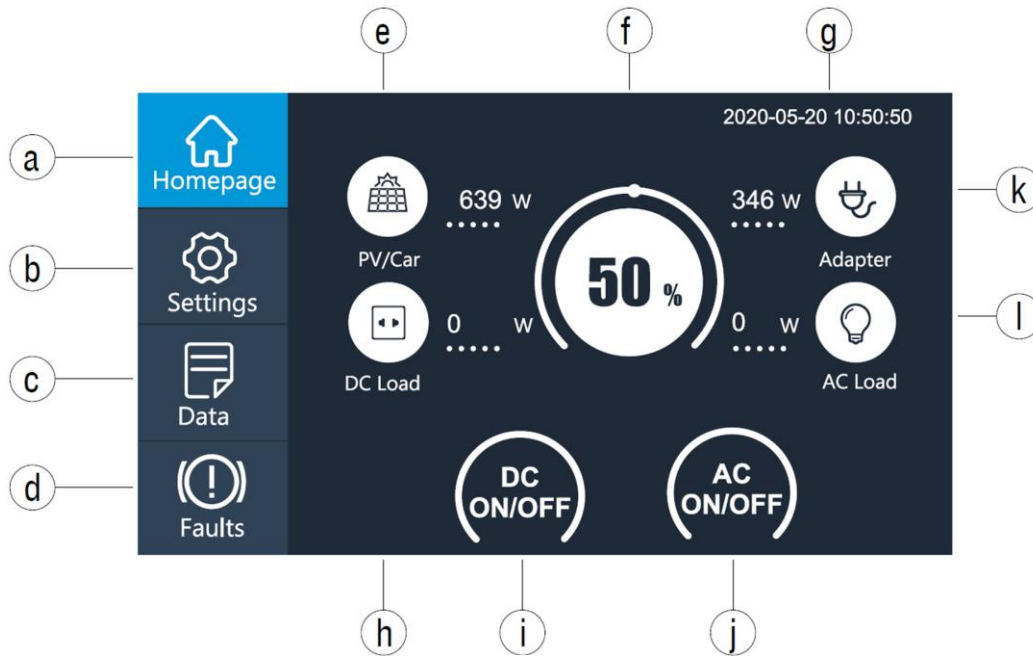 e
f
g
a
Homepage
2020-05-20 10:50:50
639 W
346 W
k
PV/Car
Adapter
b
Settings
50 %
0 W
0 W
l
c
Data
DC Load
AC Load
d
Faults
DC
ON/OFF
AC
ON/OFF
h
i
j